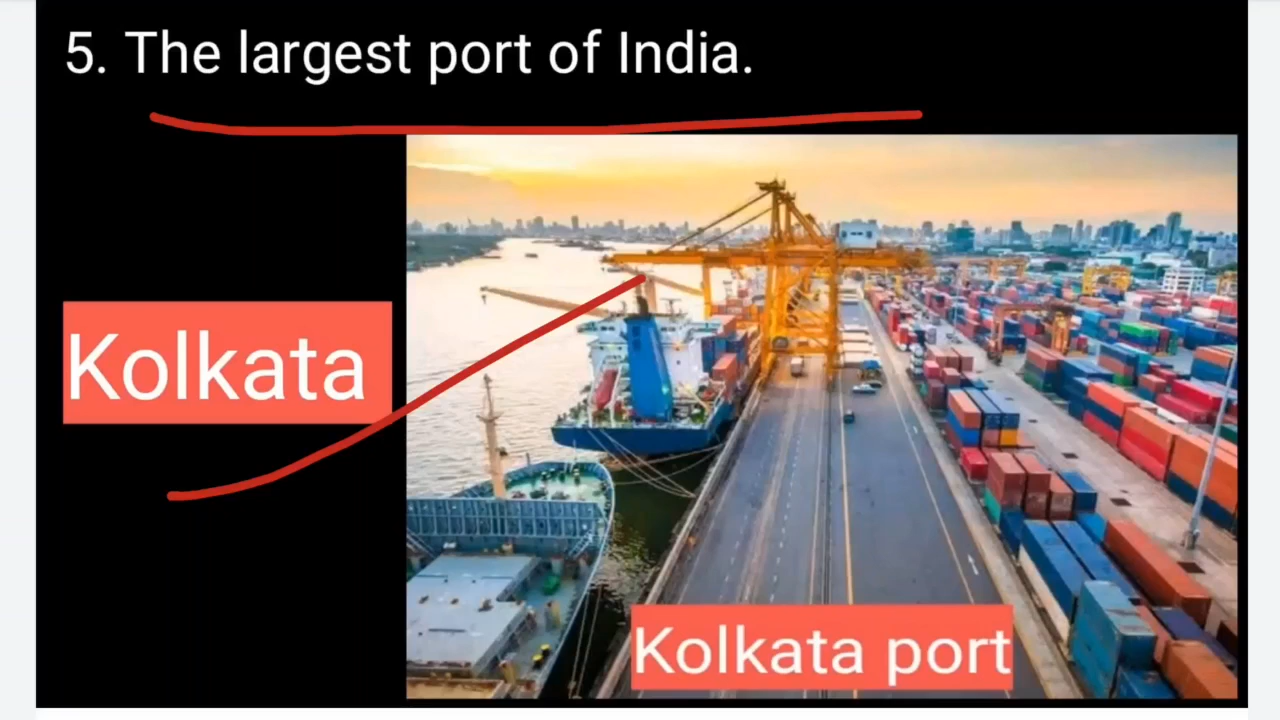 5. The largest port of India.
Kolkata
Kolkata port